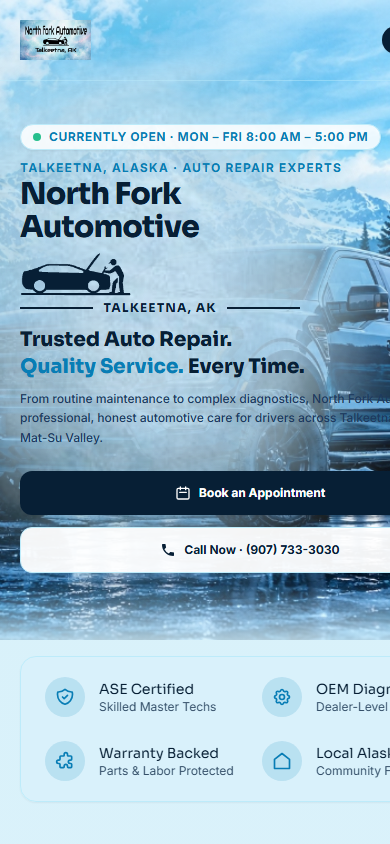 North Fork Automotive
Talkeetna, AK
CURRENTLY OPEN · MON – FRI 8:00 AM – 5:00 PM
TALKEETNA, ALASKA · AUTO REPAIR EXPERTS
North Fork
Automotive
TALKEETNA, AK
Trusted Auto Repair.
Quality Service. Every Time.
From routine maintenance to complex diagnostics, North Fork
professional, honest automotive care for drivers across
Mat-Su Valley.
Book an Appointment
Call Now · (907) 733-3030
ASE Certified
Skilled Master Techs
OEM
Dealer-Level
Warranty Backed
Parts & Labor Protected
Local
Community